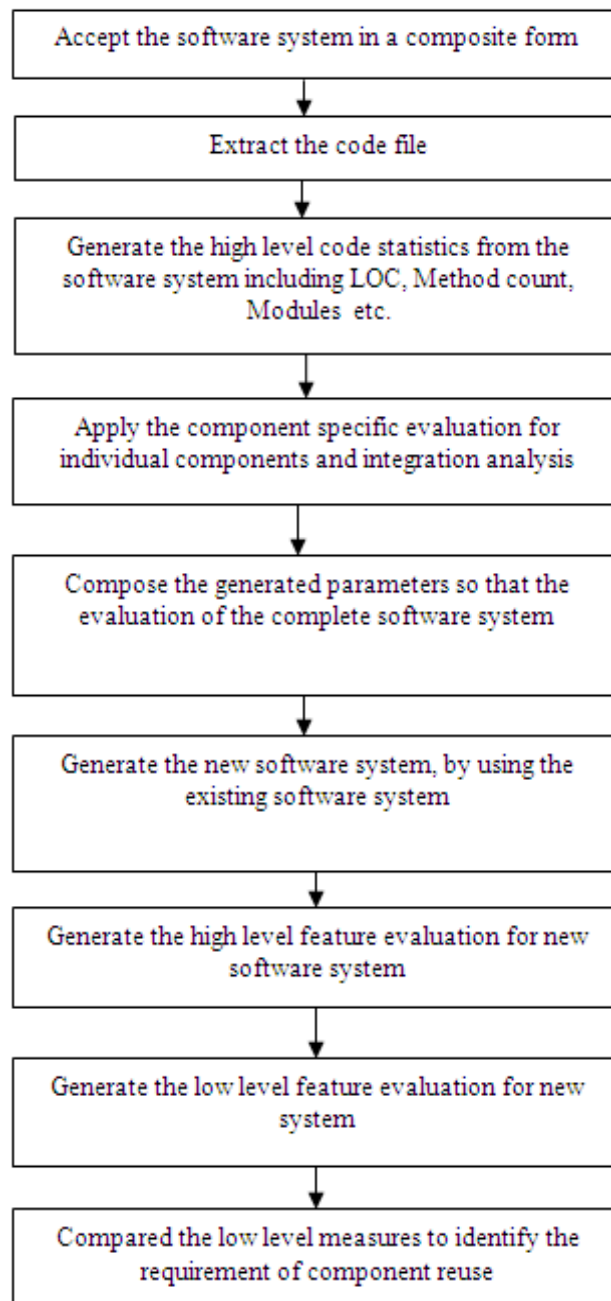 Accept the software system in a composite form
Extract the code file
Generate the high level code statistics from the
software system including LOC, Method count,
Modules etc.
Apply the component specific evaluation for
individual components and integration analysis
Compose the generated parameters so that the
evaluation of the complete software system
Generate the new software system, by using the
existing software system
Generate the high level feature evaluation for new
software system
Generate the low level feature evaluation for new
system
Compared the low level measures to identify the
requirement of component reuse